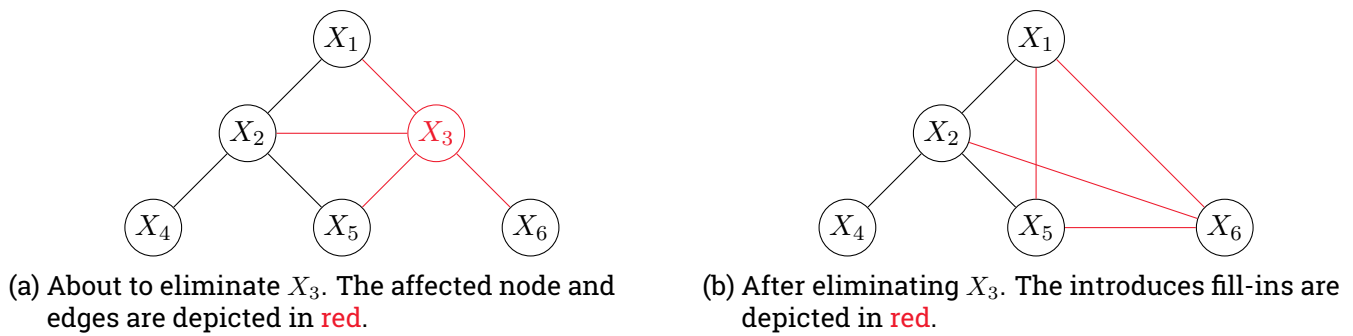 X₁
X₂
X₃
X₄
X₅
X₆
(a) About to eliminate X₃. The affected node and
edges are depicted in red.
X₁
X₂
X₄
X₅
X₆
(b) After eliminating X₃. The introduces fill-ins are
depicted in red.